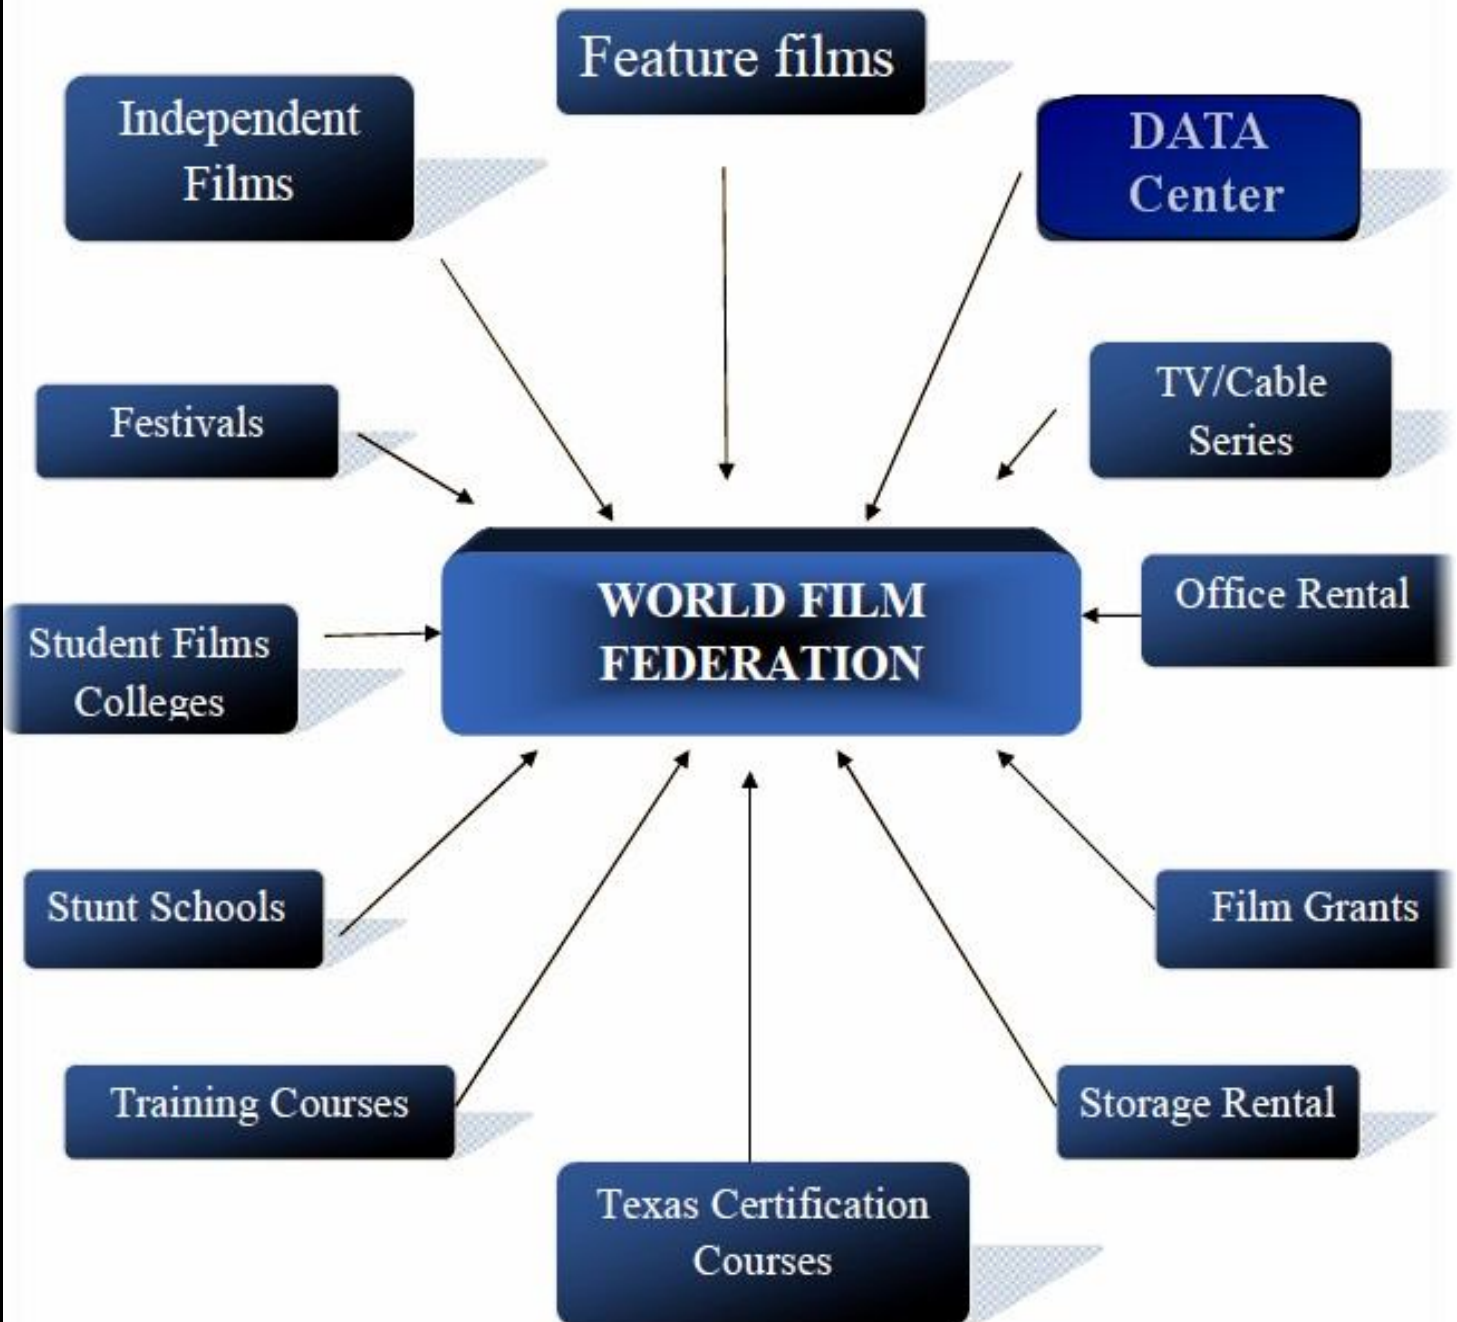 Feature films
Independent
Films
DATA
Center
TV/Cable
Series
Festivals
Office Rental
WORLD FILM
FEDERATION
Student Films
Colleges
Stunt Schools
Film Grants
Training Courses
Storage Rental
Texas Certification
Courses